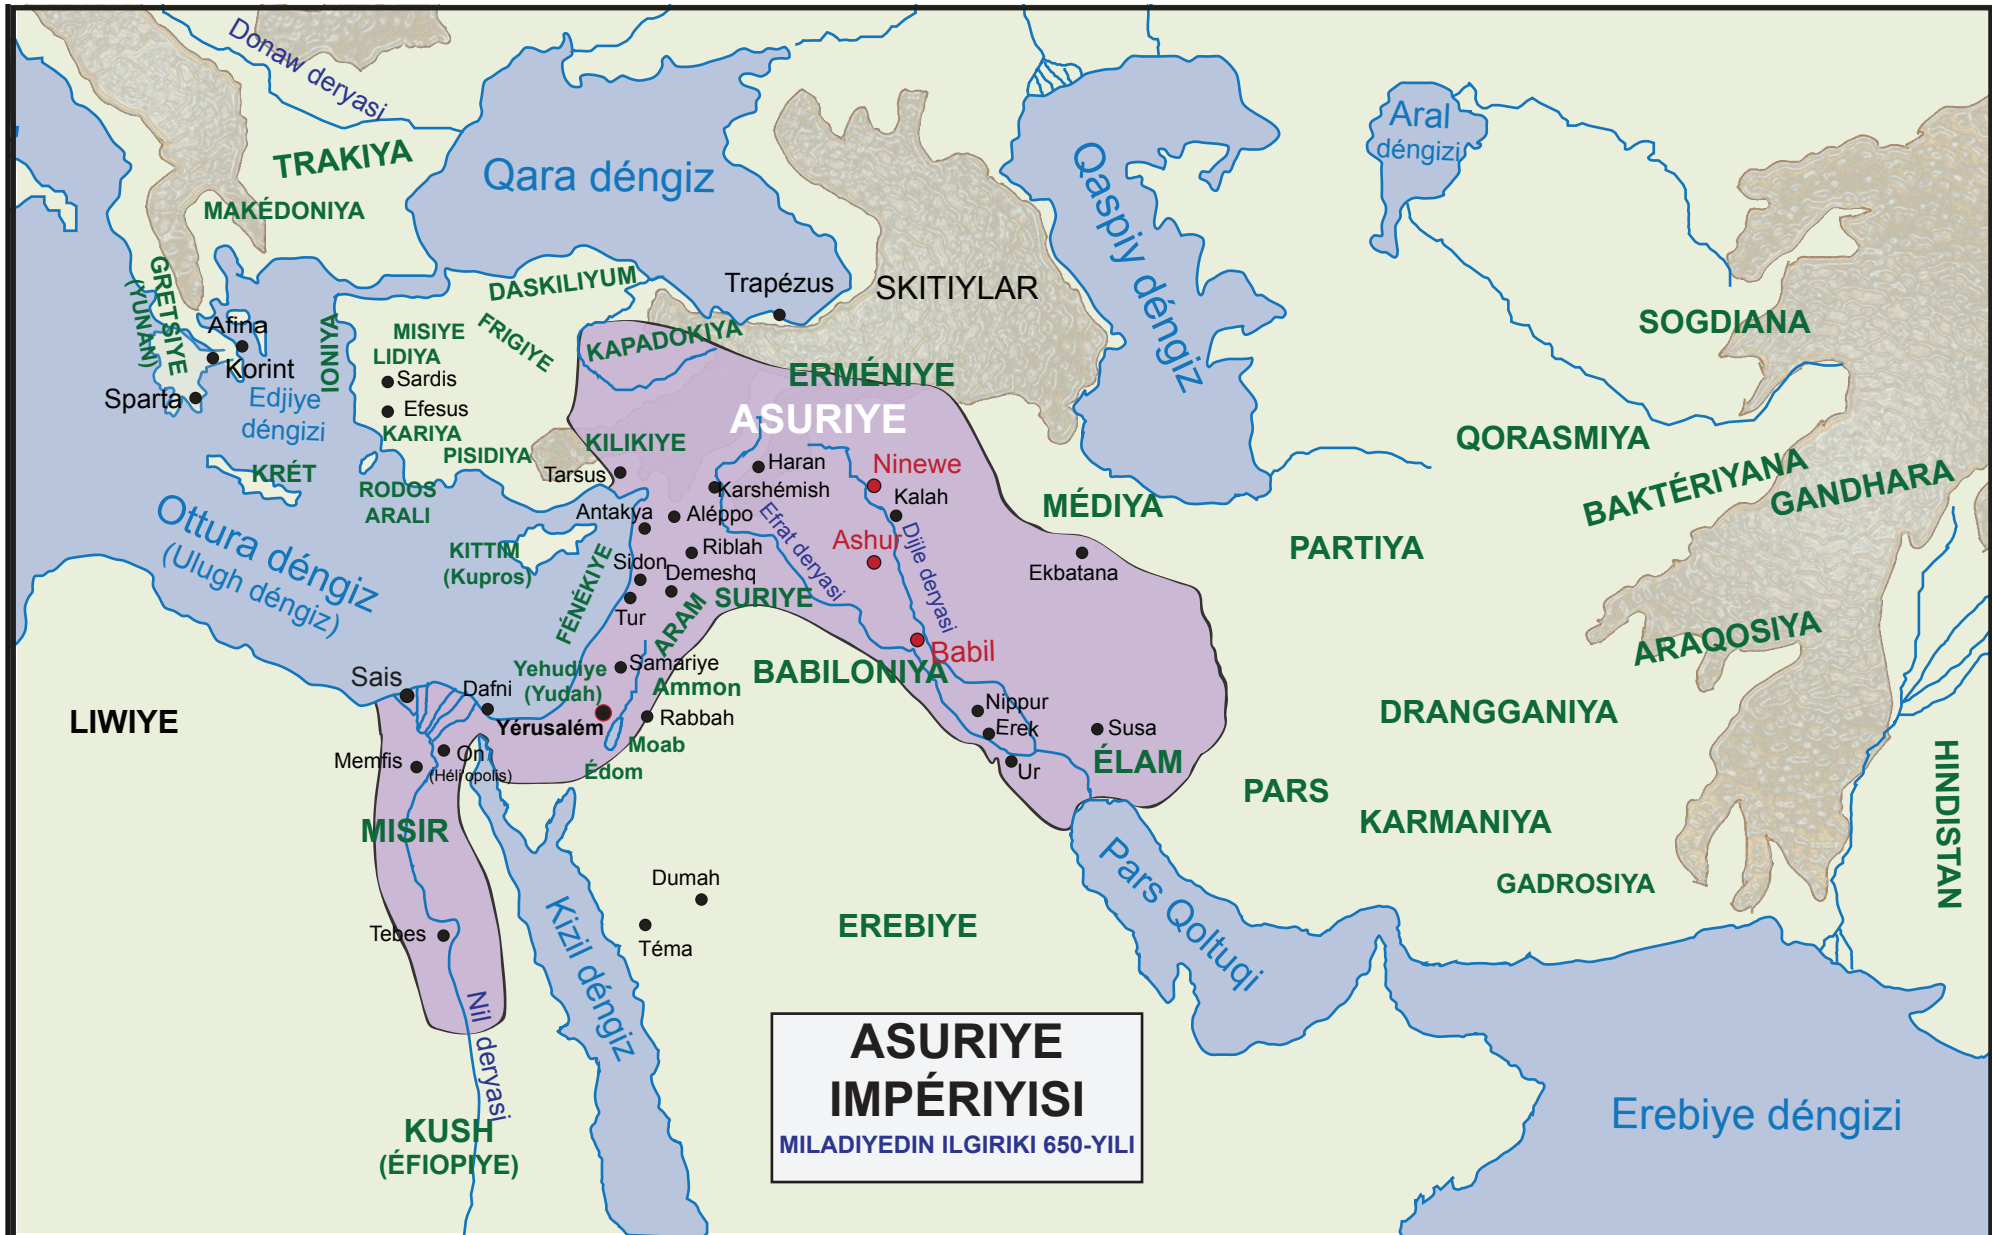 Donaw deryasi
TRAKIYA
MAKÉDONIYA
Qara déngiz
Qaspiy déngiz
Aral
déngizi
GRETSIYE
(YUNAN)
DASKILIYUM
Trapézus
SKITIYLAR
SOGDIANA
Afina
Korint
Sparta
Edjiye
déngizi
IONIYA
MISIYE
LIDIYA
Sardis
Efesus
KARIYA
PISIDIYA
FRIGIYE
KAPADOKIYA
ERMÉNIYE
ASURIYE
KILIKIYE
Tarsus
Haran
Karshémish
Ninewe
Kalah
MÉDIYA
QORASMIYA
BAKTÉRIYANA
GANDHARA
KRÉT
RODOS
ARALI
Ottura déngiz
(Ulugh déngiz)
KITTIM
(Kupros)
Antakya
Aléppo
Efrat deryasi
Ashur
Dijle deryasi
Riblah
Sidon
Demeshq
FÉNÉKIYE
Tur
ARAM
SURIYE
Ekbatana
PARTIYA
ARAQOSIYA
Babil
BABILONIYA
Yehudiye
(Yudah)
Samariye
Ammon
Sais
Dafni
Yérusalém
Rabbah
Moab
Édom
LIWIYE
Memfis
On
(Héli'opolis)
Nippur
Erek
Ur
Susa
ÉLAM
DRANGGANIYA
PARS
KARMANIYA
GADROSIYA
HINDISTAN
MISIR
Tebes
Nil deryasi
Kizil déngiz
Dumah
Téma
EREBIYE
Pars Qoltuqi
KUSH
(ÉFIOPIYE)
Erebiye déngizi
ASURIYE
IMPÉRIYISI
MILADIYEDIN ILGIRIKI 650-YILI